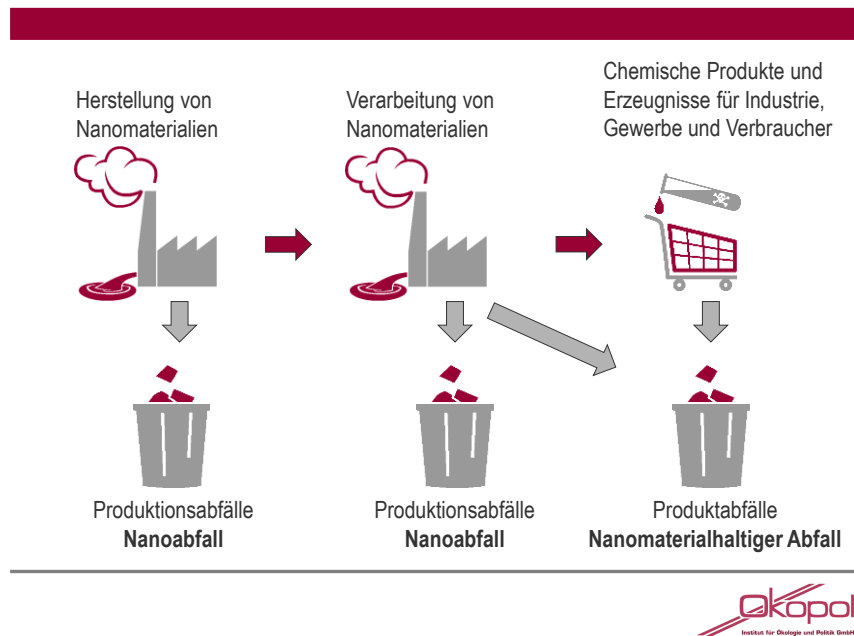 Herstellung von
Nanomaterialien
Verarbeitung von
Nanomaterialien
Chemische Produkte und
Erzeugnisse für Industrie,
Gewerbe und Verbraucher
Produktionsabfälle
Nanoabfall
Produktionsabfälle
Nanoabfall
Produktabfälle
Nanomaterialhaltiger Abfall
Ökopol
Institut für Ökologie und Politik GmbH